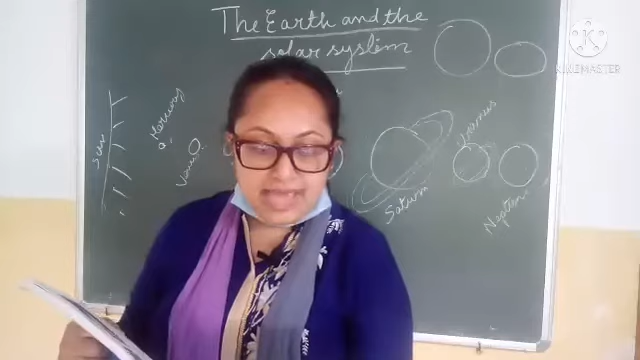 The Earth and the
solar system
KINEMASTER
Sun
Mercury
Venus
Saturn
Uranus
Neptune